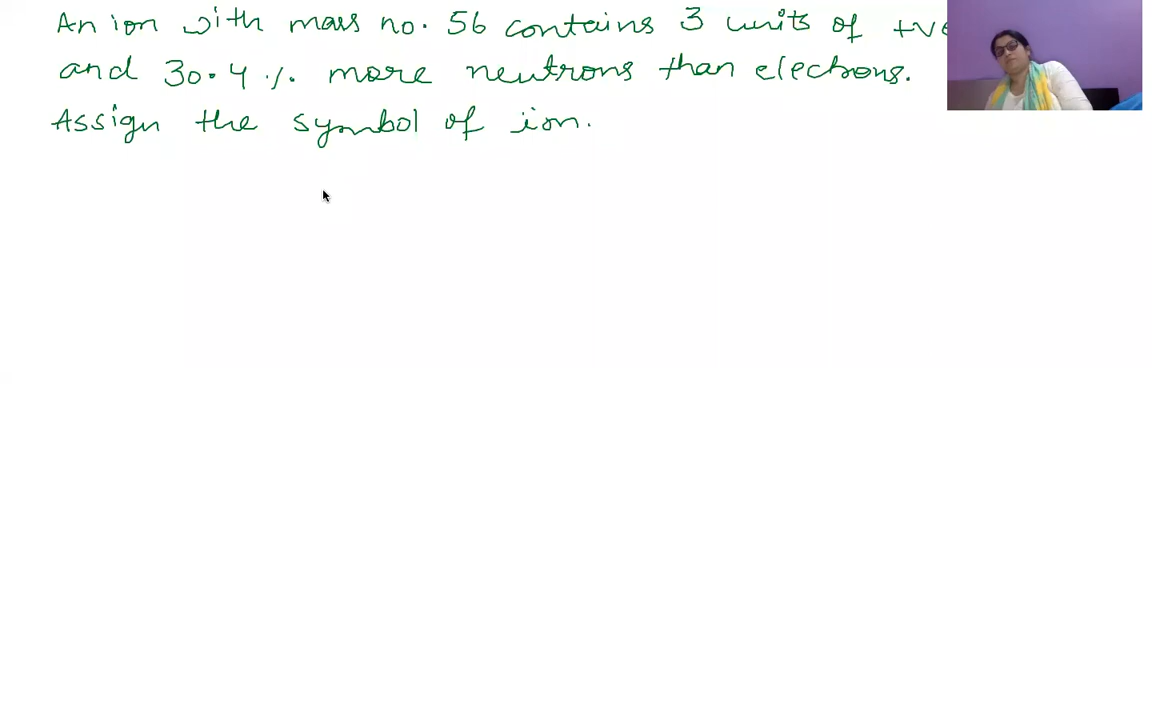 An ion with mass no. 56 contains 3 units of +ve
and 30.4 % more neutrons than electrons.
Assign the symbol of ion.